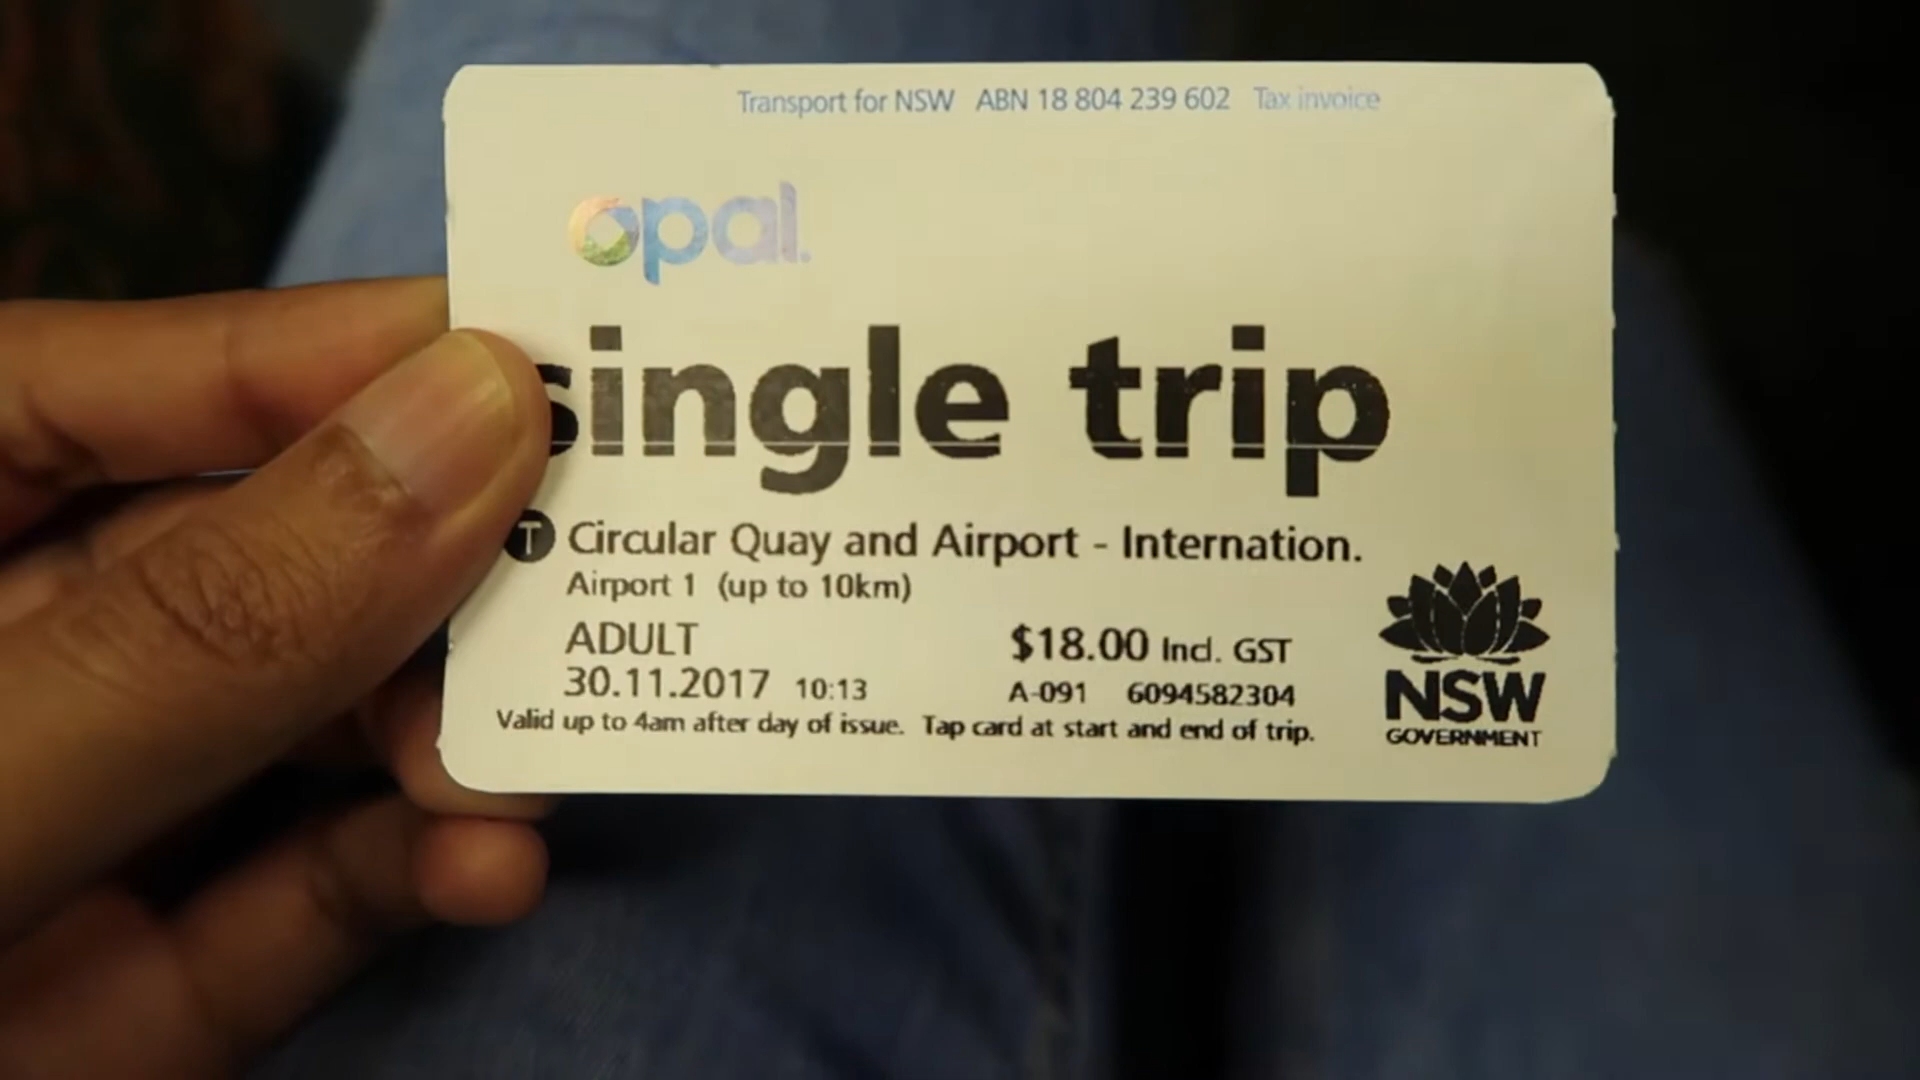 Transport for NSW ABN 18 804 239 602 Tax invoice
opal.
single trip
T Circular Quay and Airport - Internation.
Airport 1 (up to 10km)
ADULT $18.00 Incl. GST
30.11.2017 10:13 A-091 6094582304
Valid up to 4am after day of issue. Tap card at start and end of trip.
NSW
GOVERNMENT